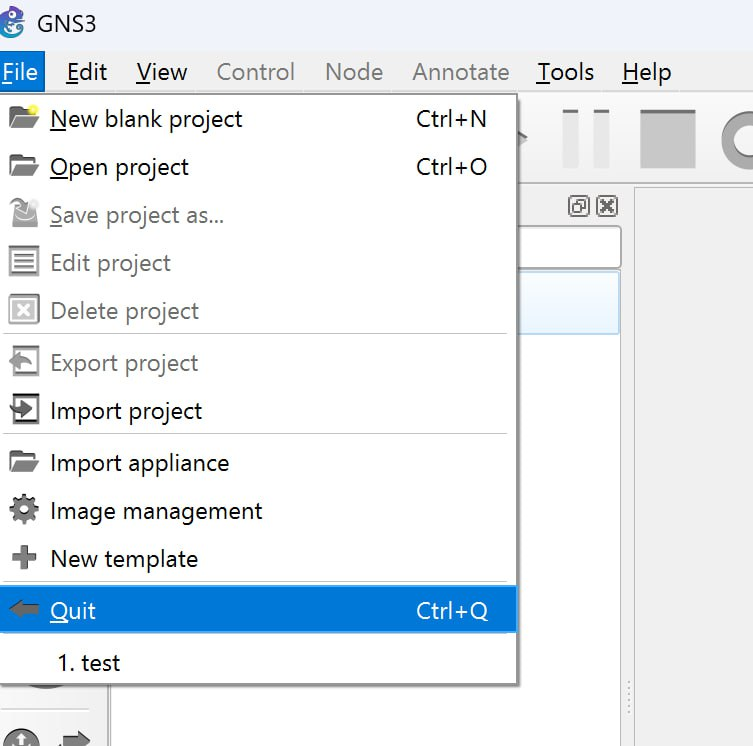 GNS3
File Edit View Control Node Annotate Tools Help
New blank project Ctrl+N
Open project Ctrl+O
Save project as...
Edit project
Delete project
Export project
Import project
Import appliance
Image management
New template
Quit Ctrl+Q
1. test